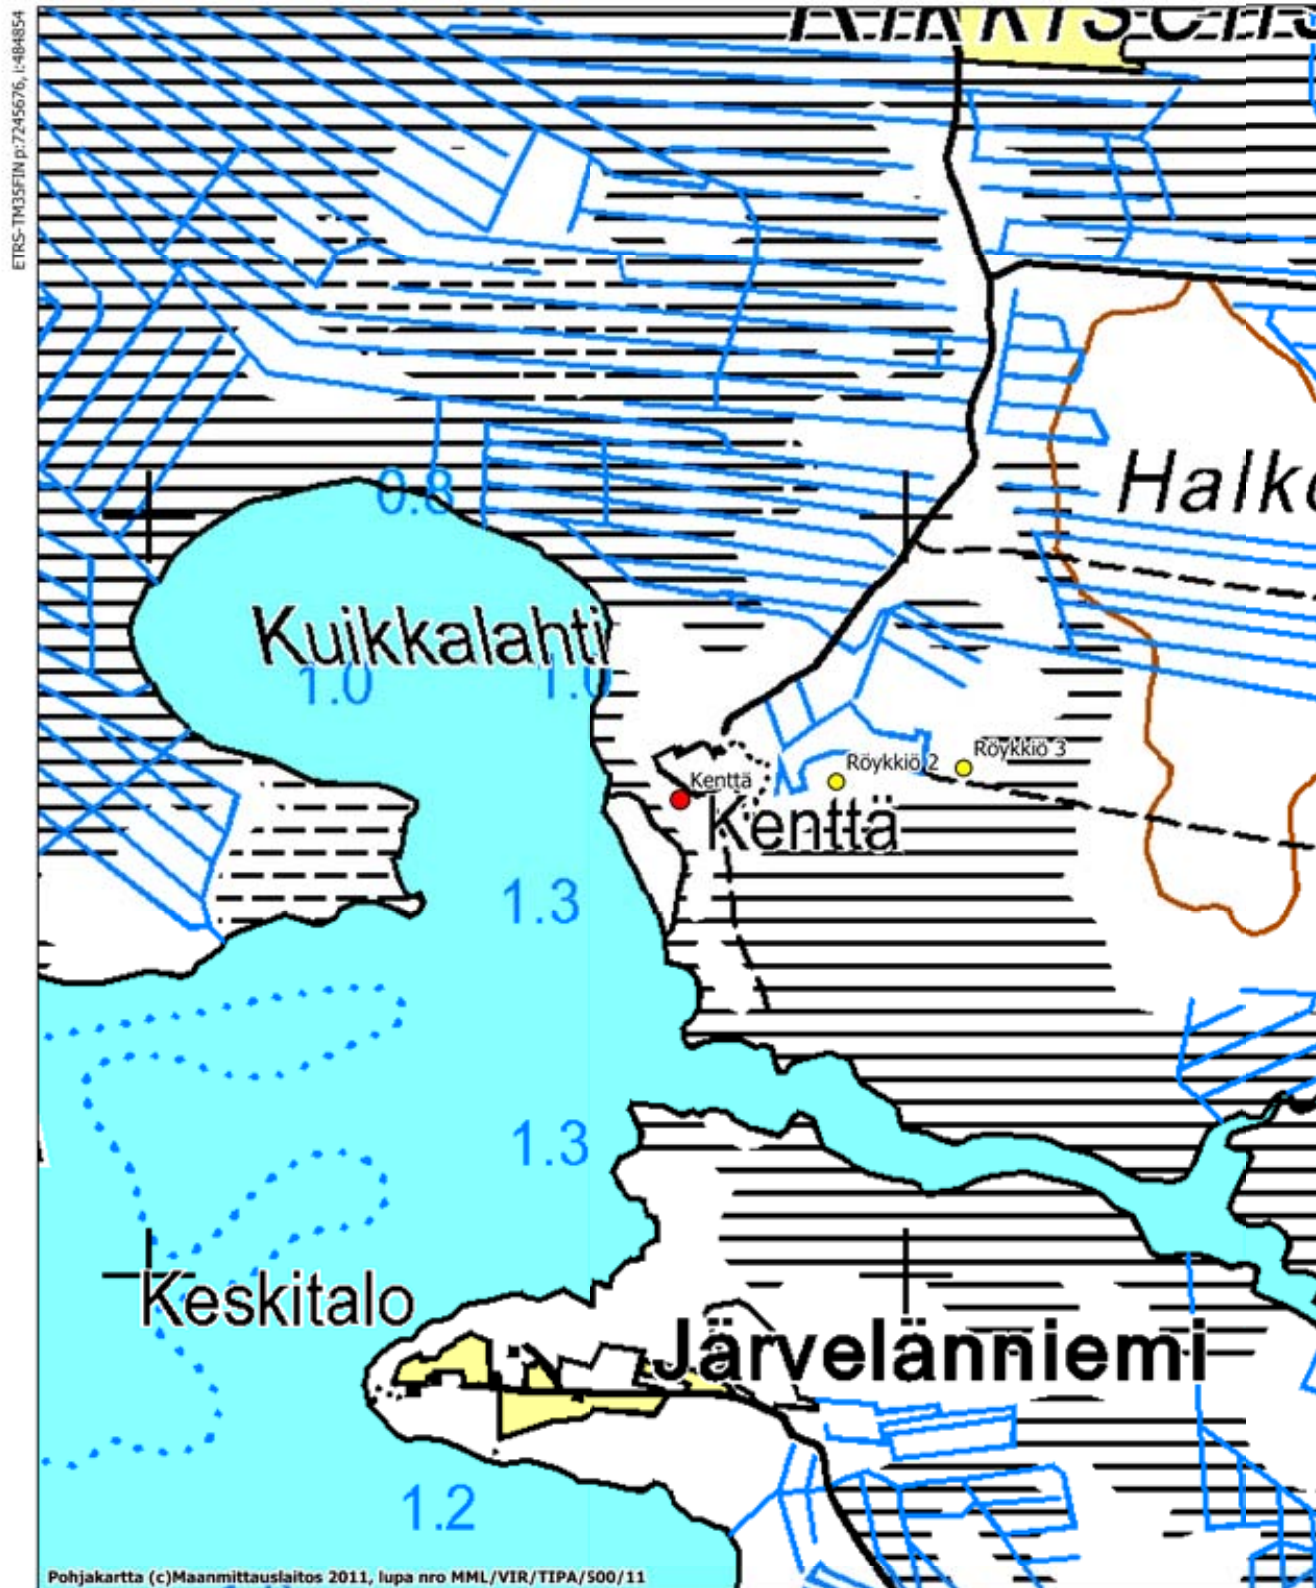 ETRS-TM35FIN p:7245676, i:484854
Halk
0.8
Kuikkalahti
1.0
1.0
Röykkiö 3
Röykkiö 2
Kenttä
Kenttä
1.3
1.3
Keskitalo
Järvelänniemi
1.2
Pohjakartta (c)Maanmittauslaitos 2011, lupa nro MML/VIR/TIPA/500/11